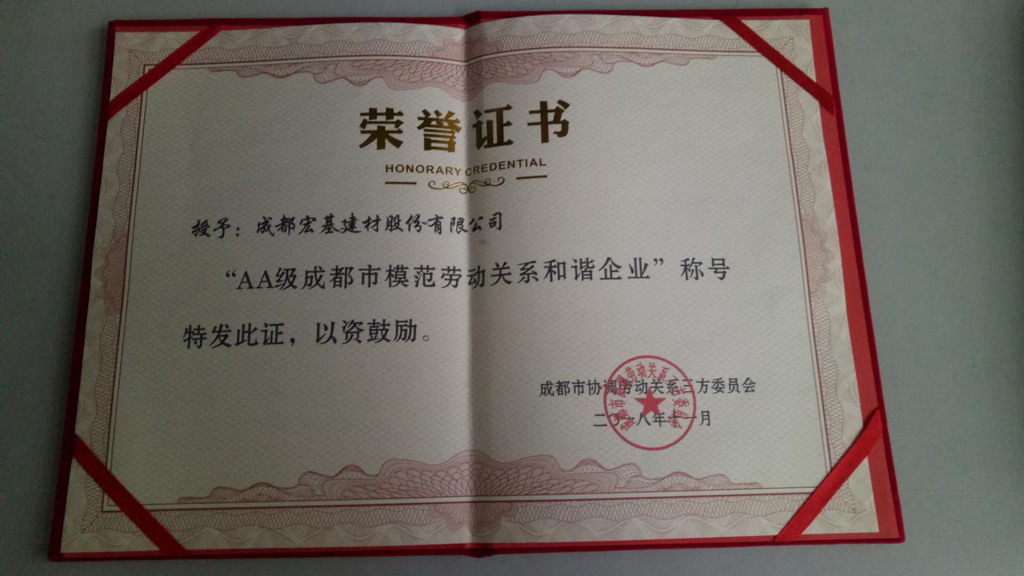 荣誉证书
HONORARY CREDENTIAL
授予：成都宏基建材股份有限公司
“AA级成都市模范劳动关系和谐企业”称号
特发此证，以资鼓励。
成都市协调劳动关系三方委员会
二〇一八年十一月